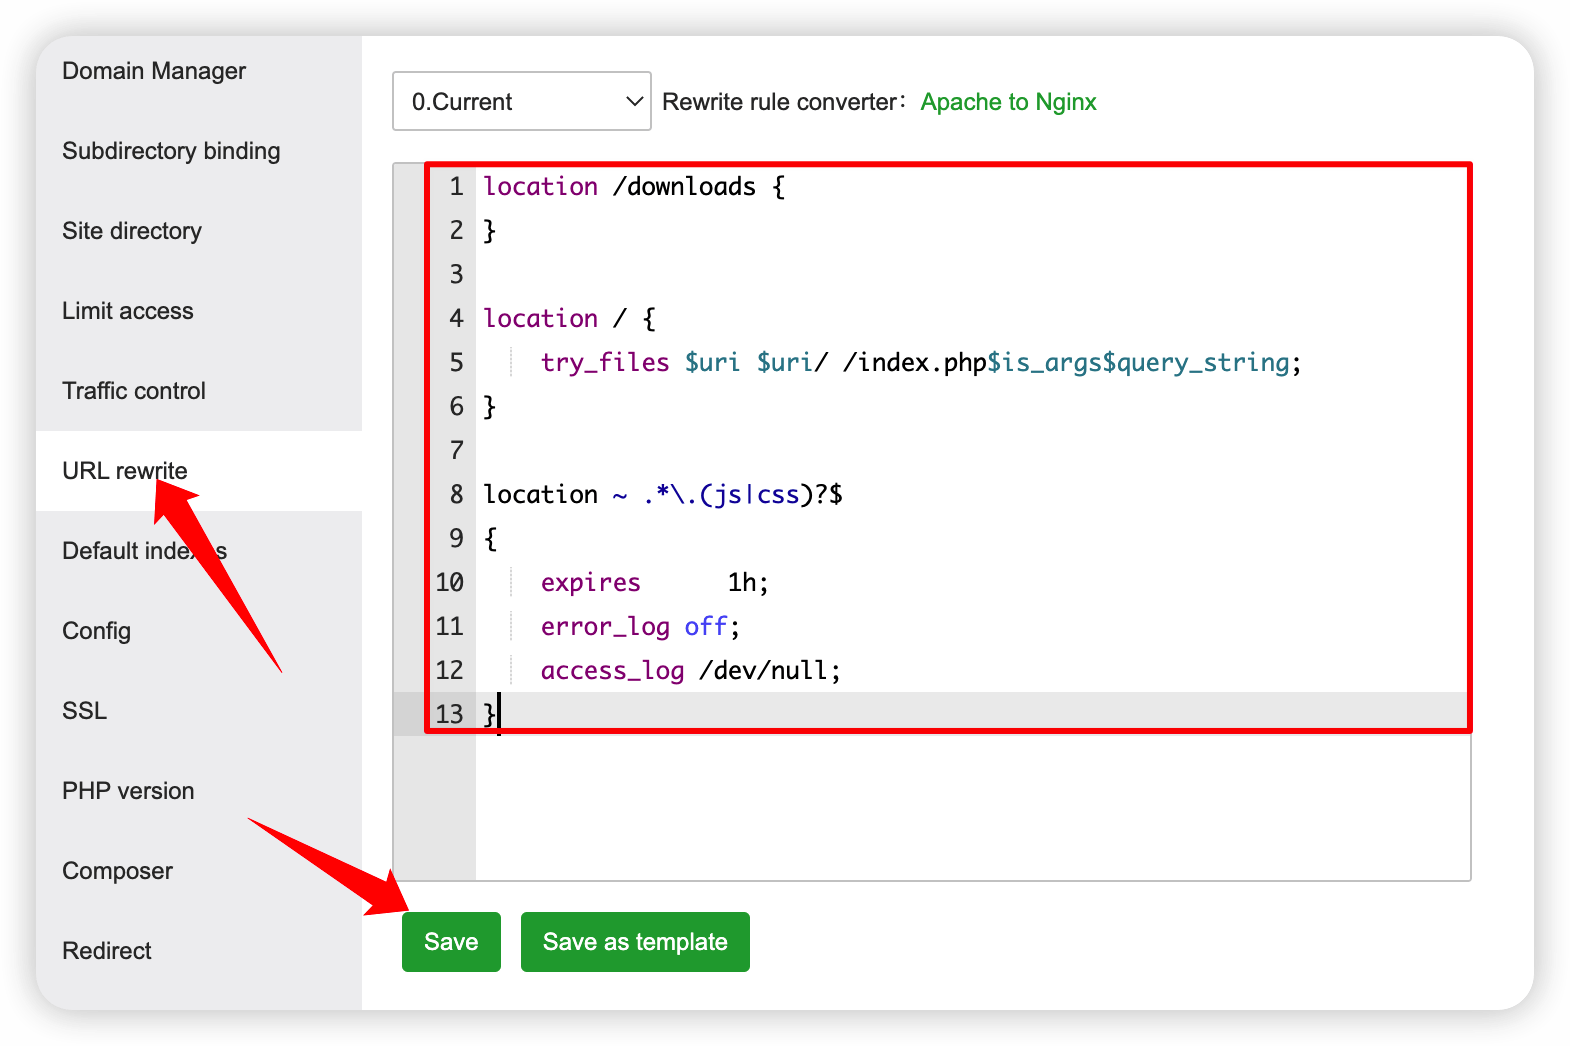 Domain Manager
Subdirectory binding
Site directory
Limit access
Traffic control
URL rewrite
Default
Config
SSL
PHP version
Composer
Redirect
0.Current
Rewrite rule converter： Apache to Nginx
1 location /downloads {
2 }
3
4 location / {
5     try_files $uri $uri/ /index.php$is_args$query_string;
6 }
7
8 location ~ .*\.(js|css)?$
9 {
10     expires      1h;
11     error_log off;
12     access_log /dev/null;
13 }
Save
Save as template